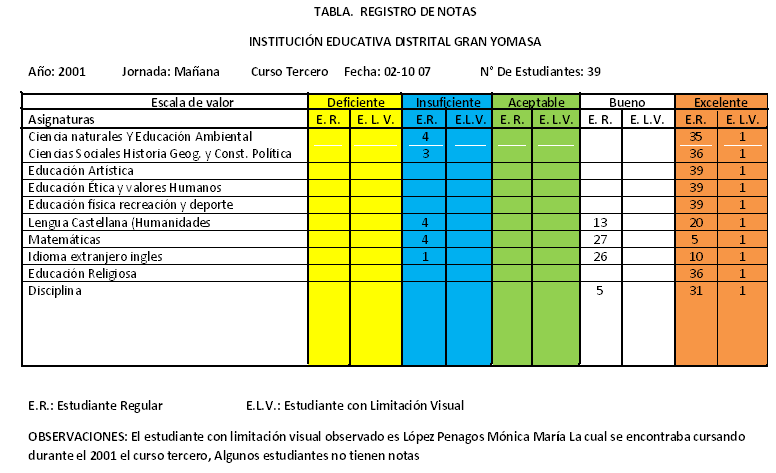 TABLA. REGISTRO DE NOTAS
INSTITUCIÓN EDUCATIVA DISTRITAL GRAN YOMASA
Año: 2001 Jornada: Mañana Curso Tercero Fecha: 02-10 07 N° De Estudiantes: 39
Escala de valor Deficiente Insuficiente Aceptable Bueno Excelente
Asignaturas E. R. E. L. V. E.R. E.L.V. E. R. E. L.V. E. R. E. L.V. E.R. E. L.V.
Ciencia naturales Y Educación Ambiental 4 35 1
Ciencias Sociales Historia Geog. y Const. Política 3 36 1
Educación Artística 39 1
Educación Ética y valores Humanos 39 1
Educación fisica recreación y deporte 39 1
Lengua Castellana (Humanidades 4 13 20 1
Matemáticas 4 27 5 1
Idioma extranjero ingles 1 26 10 1
Educación Religiosa 36 1
Disciplina 5 31 1
E.R.: Estudiante Regular E.L.V.: Estudiante con Limitación Visual
OBSERVACIONES: El estudiante con limitación visual observado es López Penagos Mónica María La cual se encontraba cursando
durante el 2001 el curso tercero, Algunos estudiantes no tienen notas